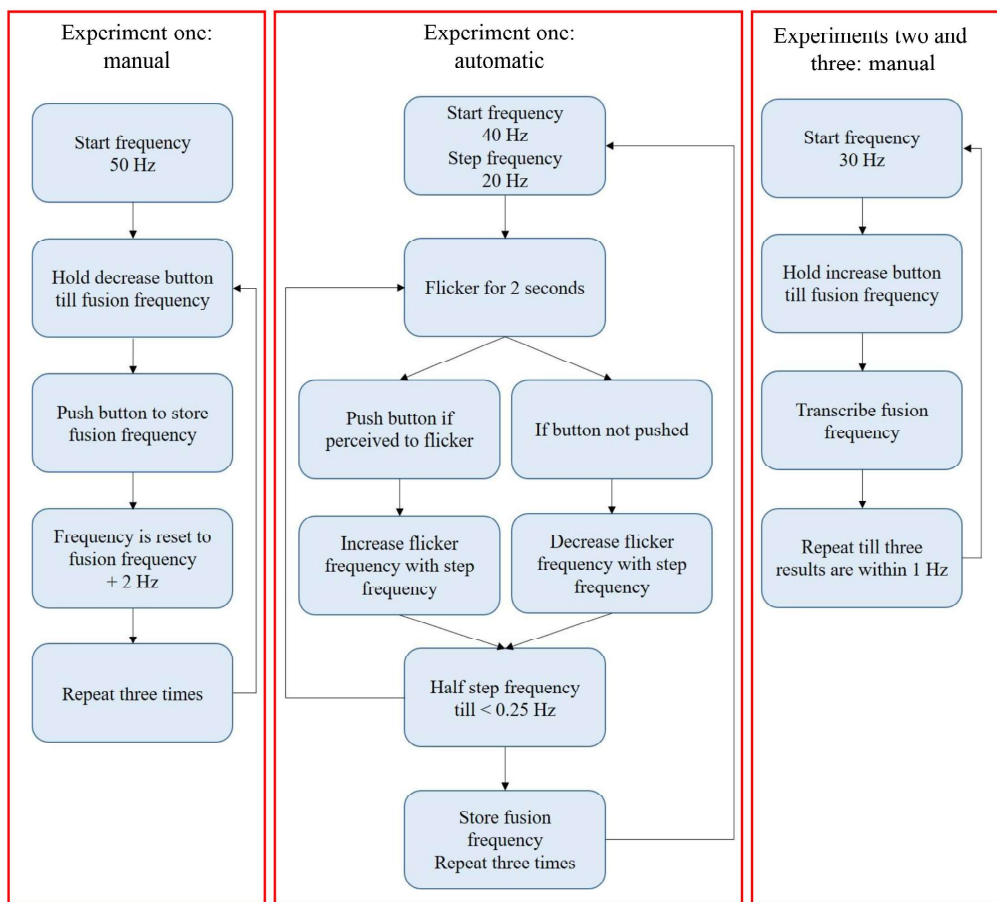 Experiment one:
manual
Start frequency
50 Hz
Hold decrease button
till fusion frequency
Push button to store
fusion frequency
Frequency is reset to
fusion frequency
+ 2 Hz
Repeat three times
Experiment one:
automatic
Start frequency
40 Hz
Step frequency
20 Hz
Flicker for 2 seconds
Push button if
perceived to flicker
If button not pushed
Increase flicker
frequency with step
frequency
Decrease flicker
frequency with step
frequency
Half step frequency
till < 0.25 Hz
Store fusion
frequency
Repeat three times
Experiments two and
three: manual
Start frequency
30 Hz
Hold increase button
till fusion frequency
Transcribe fusion
frequency
Repeat till three
results are within 1 Hz